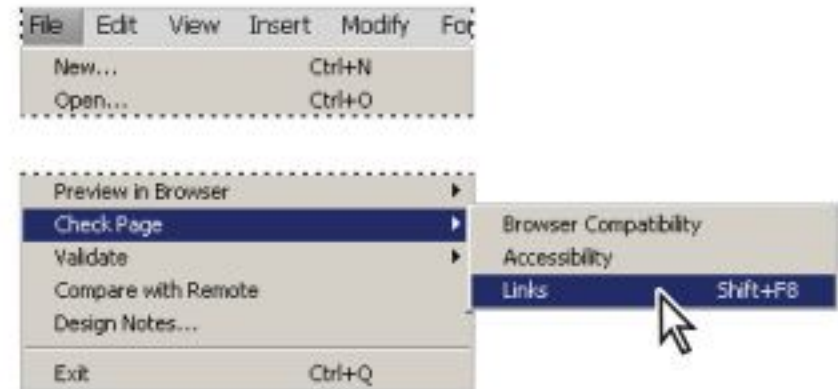 File Edit View Insert Modify For
New... Ctrl+N
Open... Ctrl+O
Preview in Browser
Check Page
Validate
Compare with Remote
Design Notes...
Exit Ctrl+Q
Browser Compatibility
Accessibility
Links Shift+F8